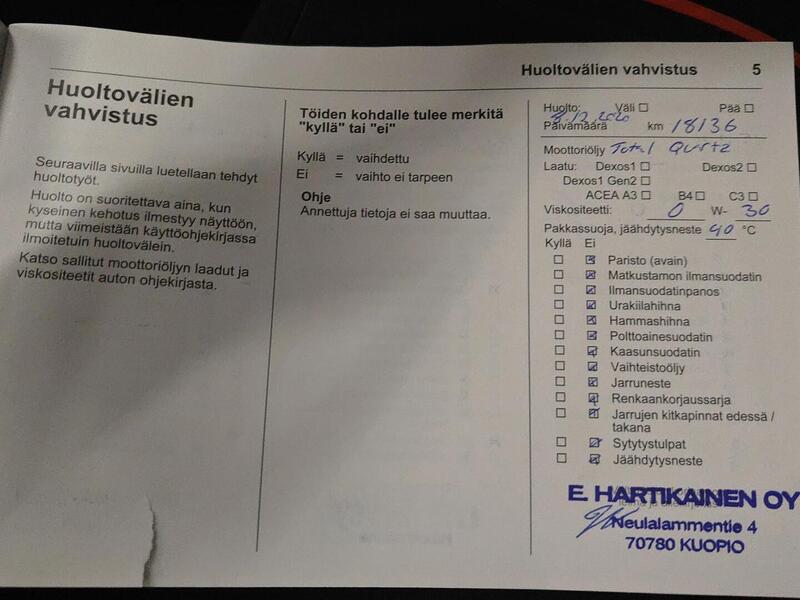 Huoltovälien vahvistus 5
Huoltovälien
vahvistus
Seuraavilla sivuilla luetellaan tehdyt
huoltotyöt.
Huolto on suoritettava aina, kun
kyseinen kehotus ilmestyy näyttöön,
mutta viimeistään käyttöohjekirjassa
ilmoitetuin huoltovälein.
Katso sallitut moottoriöljyn laadut ja
viskositeetit auton ohjekirjasta.
Töiden kohdalle tulee merkitä
"kyllä" tai "ei"
Kyllä = vaihdettu
Ei = vaihto ei tarpeen
Ohje
Annettuja tietoja ei saa muuttaa.
Huolto: Väli Pää
8.12.2020
Päivämäärä km 18136
Moottoriöljy Total Quartz
Laatu: Dexos1 Dexos2
Dexos1 Gen2
ACEA A3 B4 C3
Viskositeetti: 0 W- 30
Pakkassuoja, jäähdytysneste 40 °C
Kyllä Ei
Paristo (avain)
Matkustamon ilmansuodatin
Ilmansuodatinpanos
Urakiilahihna
Hammashihna
Polttoainesuodatin
Kaasunsuodatin
Vaihteistoöljy
Jarruneste
Renkaankorjaussarja
Jarrujen kitkapinnat edessä /
takana
Sytytystulpat
Jäähdytysneste
E. HARTIKAINEN OY
Neulalammentie 4
70780 KUOPIO